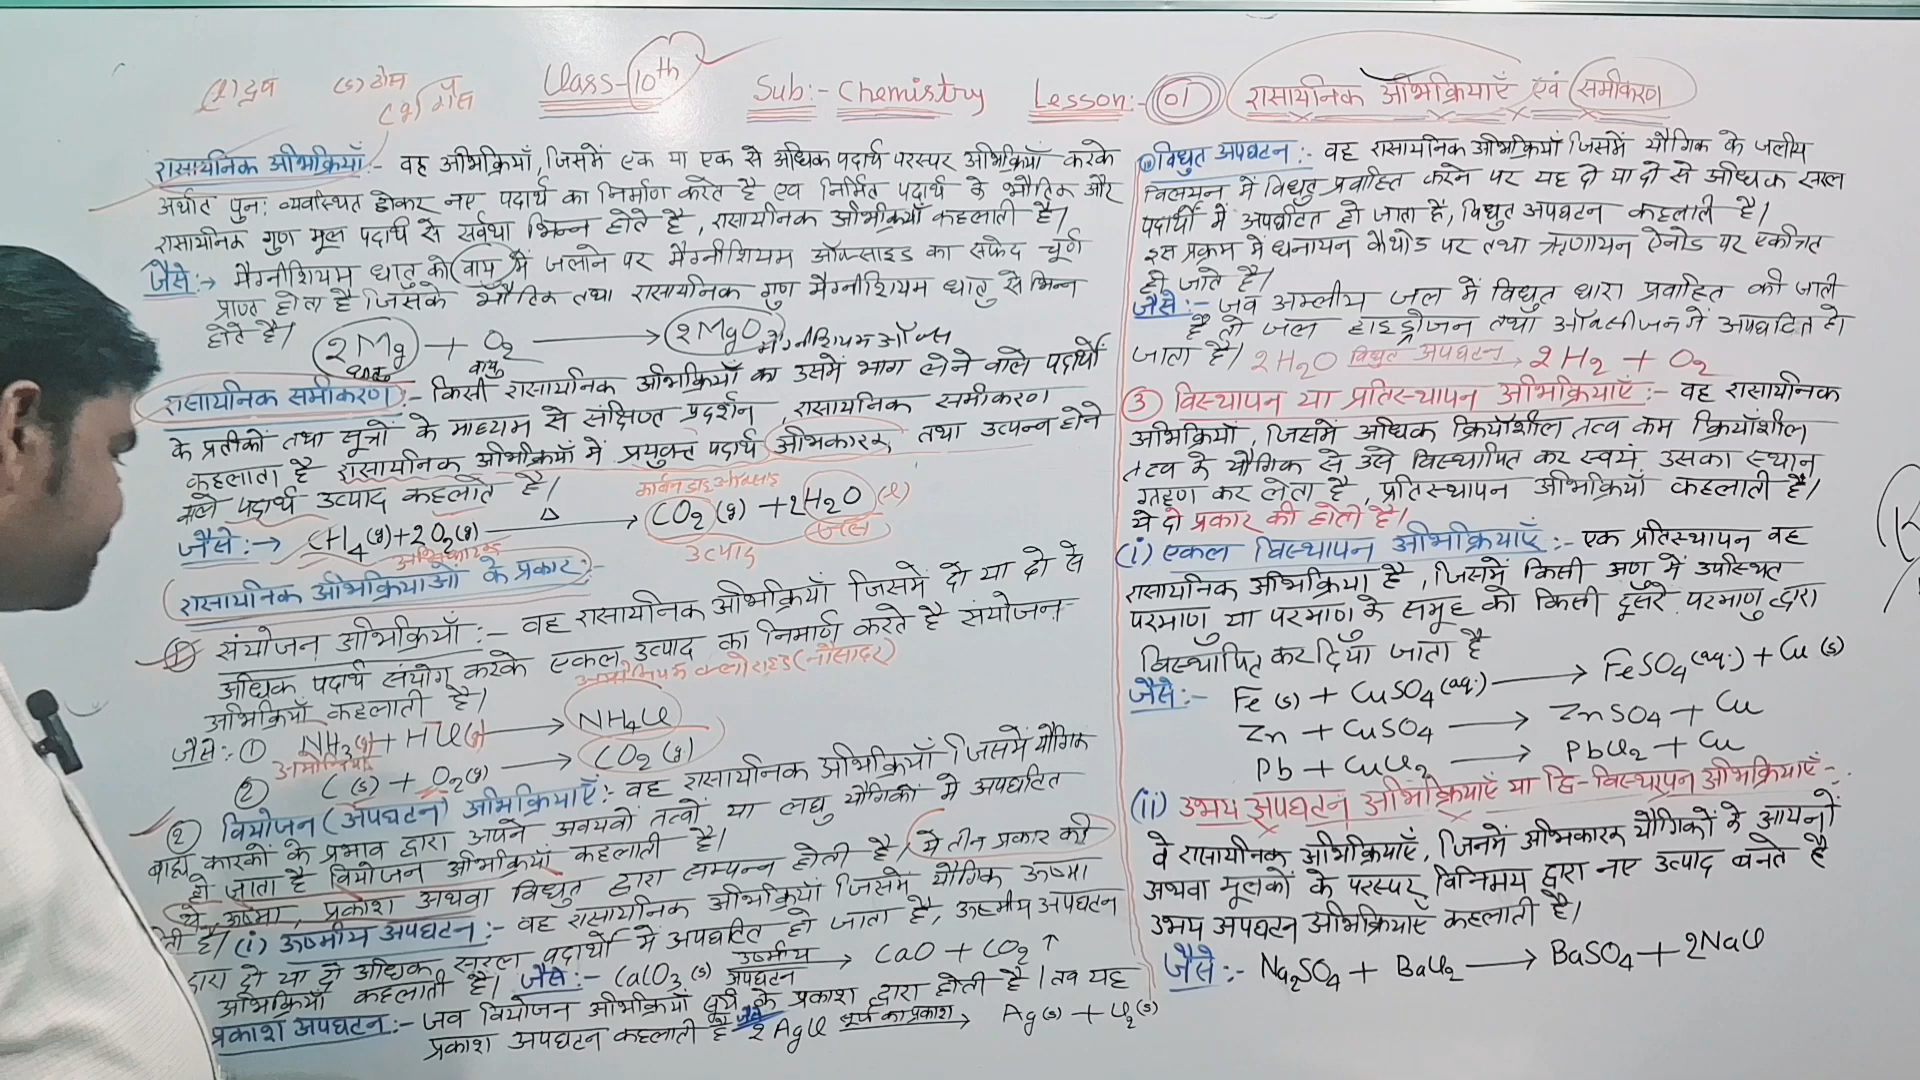 (l) द्रव (s) ठोस
(g) गैस
Class-10th Sub:- Chemistry Lesson:- 01 रासायनिक अभिक्रियाएँ एवं समीकरण
रासायनिक अभिक्रियाँ:- वह अभिक्रियाँ, जिसमें एक या एक से अधिक पदार्थ परस्पर अभिक्रियाँ करके
अर्थात पुनः व्यवस्थित होकर नए पदार्थ का निर्माण करते है एवं निर्मित पदार्थ के भौतिक और
रासायनिक गुण मूल पदार्थ से सर्वथा भिन्न होते है, रासायनिक अभिक्रियाँ कहलाती है।
जैसे:→ मैग्नीशियम धातु को (वायु) में जलाने पर मैग्नीशियम ऑक्साइड का सफेद चूर्ण
प्राप्त होता है जिसके भौतिक तथा रासायनिक गुण मैग्नीशियम धातु से भिन्न
होते है।
2Mg + O2 ⟶ 2MgO मैग्नीशियम ऑक्स
धातु वायु
रासायनिक समीकरण:- किसी रासायनिक अभिक्रियाँ का उसमें भाग लेने वाले पदार्थों
के प्रतीकों तथा सूत्रों के माध्यम से संक्षिप्त प्रदर्शन, रासायनिक समीकरण
कहलाता है रासायनिक अभिक्रियाँ में प्रयुक्त पदार्थ अभिकारक, तथा उत्पन्न होने
वाले पदार्थ उत्पाद कहलाते है।
कार्बन डाइ ऑक्साइड
जैसे:→ CH4(g)+2O2(g) —Δ→ CO2(g) + 2H2O (l)
अभिकारक उत्पाद जल
रासायनिक अभिक्रियाओं के प्रकार:-
① संयोजन अभिक्रियाँ:- वह रासायनिक अभिक्रियाँ जिसमें दो या दो से
अधिक पदार्थ संयोग करके एकल उत्पाद का निमार्ण करते है संयोजन
अभिक्रियाँ कहलाती है।
अमोनियम क्लोराइड (नौसादर)
जैसे:- ① NH3(g) + HCl(g) ⟶ NH4Cl
अमोनिया
② C(s) + O2(g) ⟶ CO2(g)
② वियोजन (अपघटन) अभिक्रियाएँ:- वह रासायनिक अभिक्रियाँ जिसमें यौगिक
बाह्य कारकों के प्रभाव द्वारा अपने अवयवों तत्वों या लघु यौगिकों में अपघटित
हो जाता है वियोजन अभिक्रियाँ कहलाती है।
ये ऊष्मा, प्रकाश अथवा विद्युत द्वारा सम्पन्न होती है, ये तीन प्रकार की
होती है। (i) ऊष्मीय अपघटन:- वह रासायनिक अभिक्रियाँ जिसमें यौगिक ऊष्मा
द्वारा दो या दो अधिक सरल पदार्थों में अपघटित हो जाता है, ऊष्मीय अपघटन
अभिक्रियाँ कहलाती है। जैसे:- CaCO3(s) ऊष्मीय अपघटन ⟶ CaO + CO2↑
प्रकाश अपघटन:- जब वियोजन अभिक्रियाँ सूर्य के प्रकाश द्वारा होती है। तब यह
प्रकाश अपघटन कहलाती है जैसे 2AgCl सूर्य का प्रकाश ⟶ Ag(s) + Cl2(s)
विद्युत अपघटन:- वह रासायनिक अभिक्रियाँ जिसमें यौगिक के जलीय
विलयन में विद्युत प्रवाहित करने पर यह दो या दो से अधिक सरल
पदार्थों में अपघटित हो जाता है, विद्युत अपघटन कहलाती है।
इस प्रक्रम में धनायन कैथोड पर तथा ऋणायन ऐनोड पर एकत्रित
हो जाते है।
जैसे:- जब अम्लीय जल में विद्युत धारा प्रवाहित की जाती
है तो जल हाइड्रोजन तथा ऑक्सीजन में अपघटित हो
जाता है। 2H2O विद्युत अपघटन → 2H2 + O2
③ विस्थापन या प्रतिस्थापन अभिक्रियाएँ:- वह रासायनिक
अभिक्रियाँ, जिसमें अधिक क्रियाँशील तत्व कम क्रियाँशील
तत्व के यौगिक से उसे विस्थापित कर स्वयं उसका स्थान
ग्रहण कर लेता है, प्रतिस्थापन अभिक्रियाँ कहलाती है।
ये दो प्रकार की होती है।
(i) एकल विस्थापन अभिक्रियाएँ:- एक प्रतिस्थापन वह
रासायनिक अभिक्रिया है, जिसमें किसी अणु में उपस्थित
परमाणु या परमाणु के समूह को किसी दूसरे परमाणु द्वारा
विस्थापित कर दिया जाता है
जैसे:- Fe(s) + CuSO4(aq.) ⟶ FeSO4(aq.) + Cu(s)
Zn + CuSO4 ⟶ ZnSO4 + Cu
Pb + CuCl2 ⟶ PbCl2 + Cu
(ii) उभय अपघटन अभिक्रियाएँ या द्वि-विस्थापन अभिक्रियाएँ-:
वे रासायनिक अभिक्रियाएँ, जिनमें अभिकारक यौगिकों के आयनों
अथवा मूलकों के परस्पर विनिमय द्वारा नए उत्पाद बनते है
उभय अपघटन अभिक्रियाएँ कहलाती है।
जैसे:- Na2SO4 + BaCl2 ⟶ BaSO4 + 2NaCl